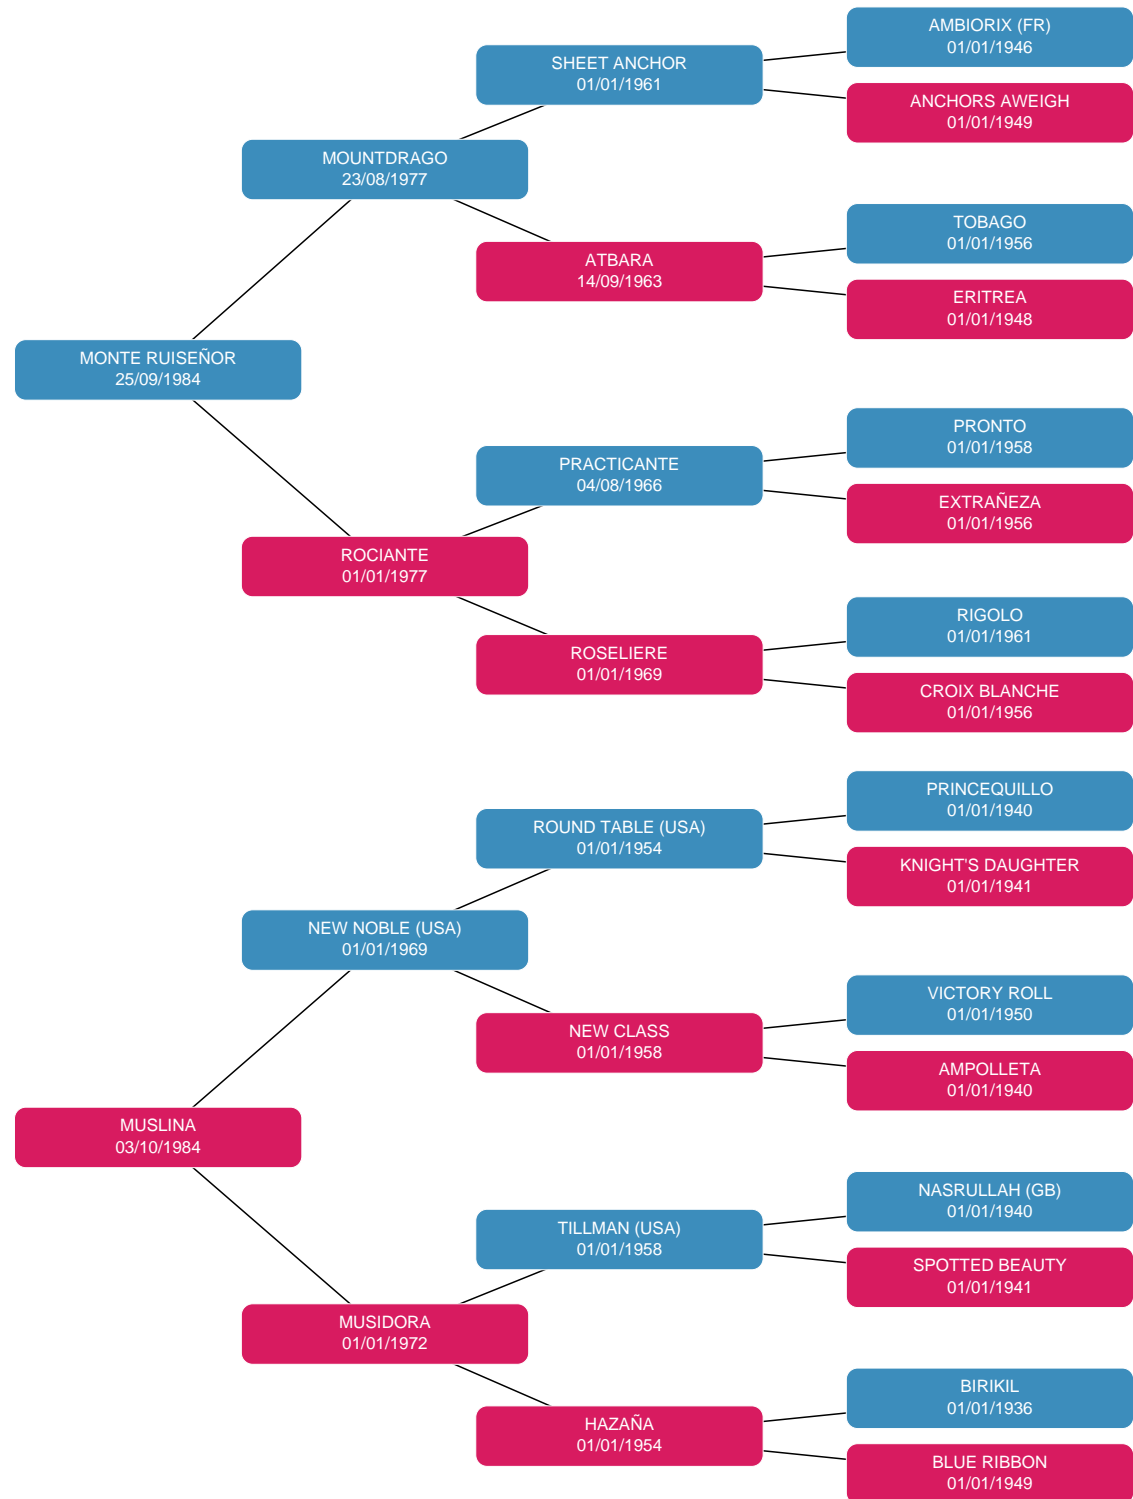 AMBIORIX (FR)
01/01/1946
SHEET ANCHOR
01/01/1961
ANCHORS AWEIGH
01/01/1949
MOUNTDRAGO
23/08/1977
TOBAGO
01/01/1956
ATBARA
14/09/1963
ERITREA
01/01/1948
MONTE RUISEÑOR
25/09/1984
PRONTO
01/01/1958
PRACTICANTE
04/08/1966
EXTRAÑEZA
01/01/1956
ROCIANTE
01/01/1977
RIGOLO
01/01/1961
ROSELIERE
01/01/1969
CROIX BLANCHE
01/01/1956
PRINCEQUILLO
01/01/1940
ROUND TABLE (USA)
01/01/1954
KNIGHT'S DAUGHTER
01/01/1941
NEW NOBLE (USA)
01/01/1969
VICTORY ROLL
01/01/1950
NEW CLASS
01/01/1958
AMPOLLETA
01/01/1940
MUSLINA
03/10/1984
NASRULLAH (GB)
01/01/1940
TILLMAN (USA)
01/01/1958
SPOTTED BEAUTY
01/01/1941
MUSIDORA
01/01/1972
BIRIKIL
01/01/1936
HAZAÑA
01/01/1954
BLUE RIBBON
01/01/1949